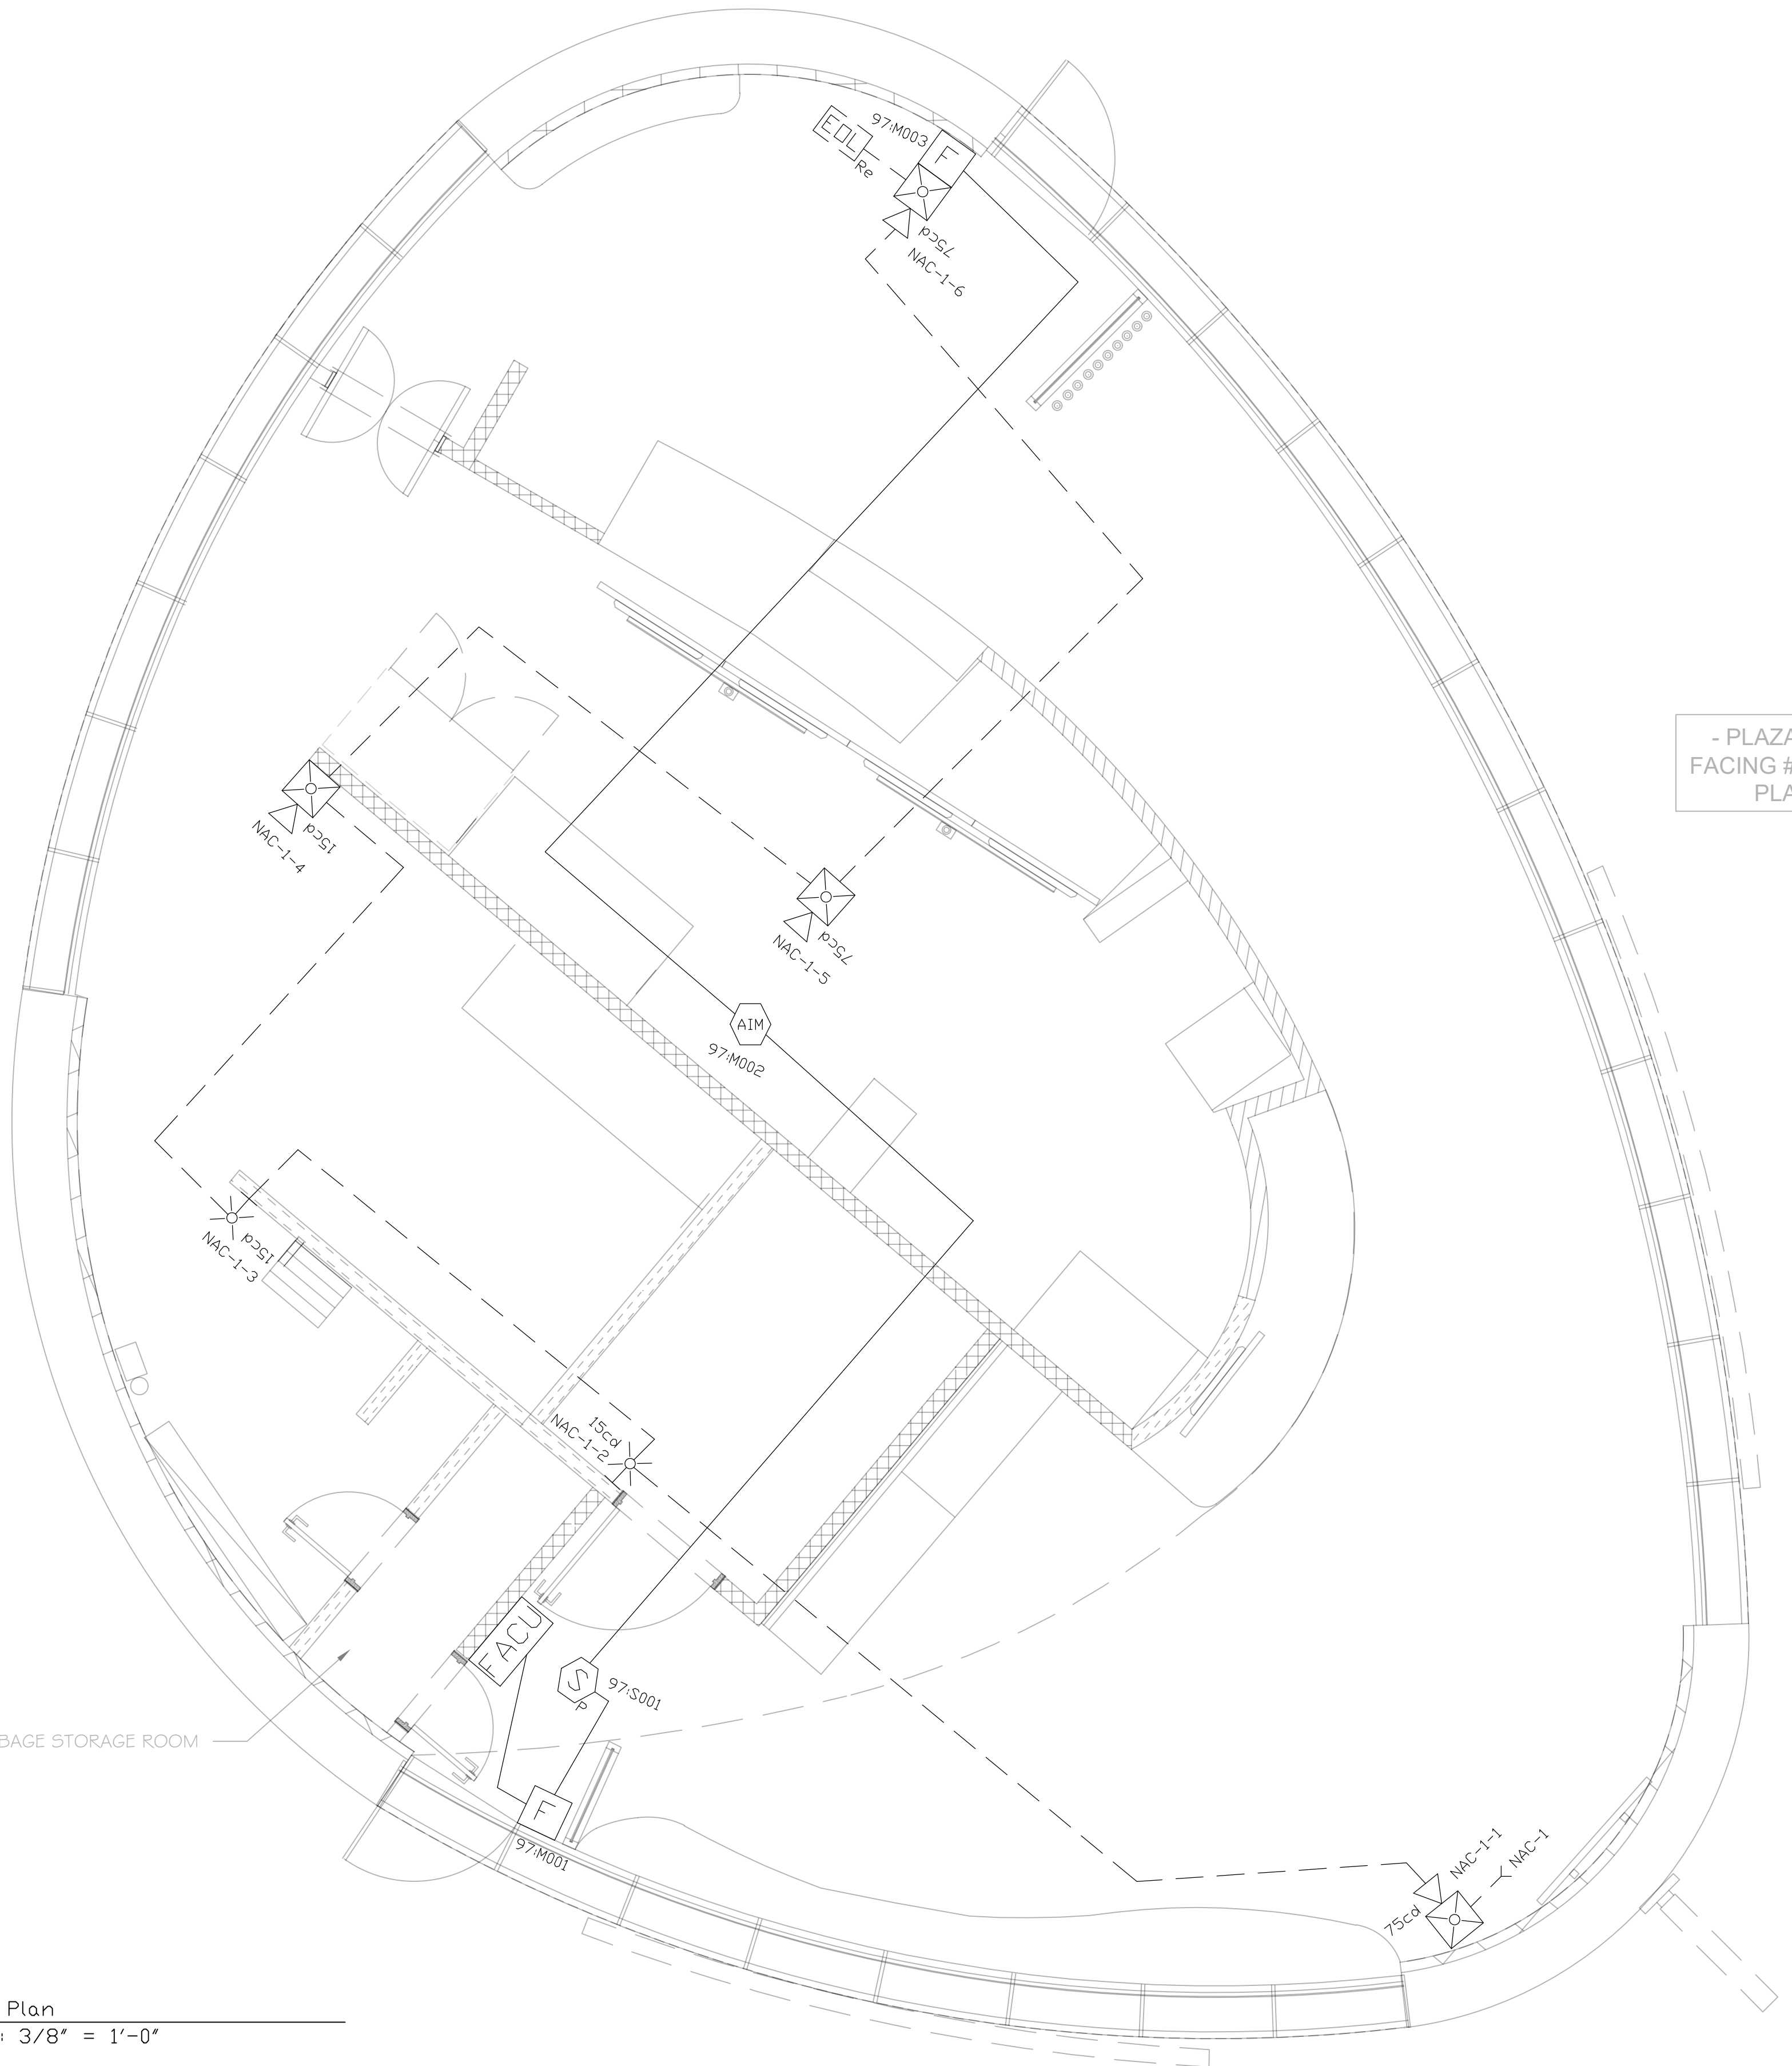 97:M003
EOL
Re
F
75cd
NAC-1-6
- PLAZA
FACING #
PLA
15cd
NAC-1-4
75cd
NAC-1-5
AIM
97:M002
15cd
NAC-1-3
15cd
NAC-1-2
FACU
S
P
97:S001
BAGE STORAGE ROOM
F
97:M001
NAC-1-1
NAC-1
75cd
Plan
: 3/8" = 1'-0"